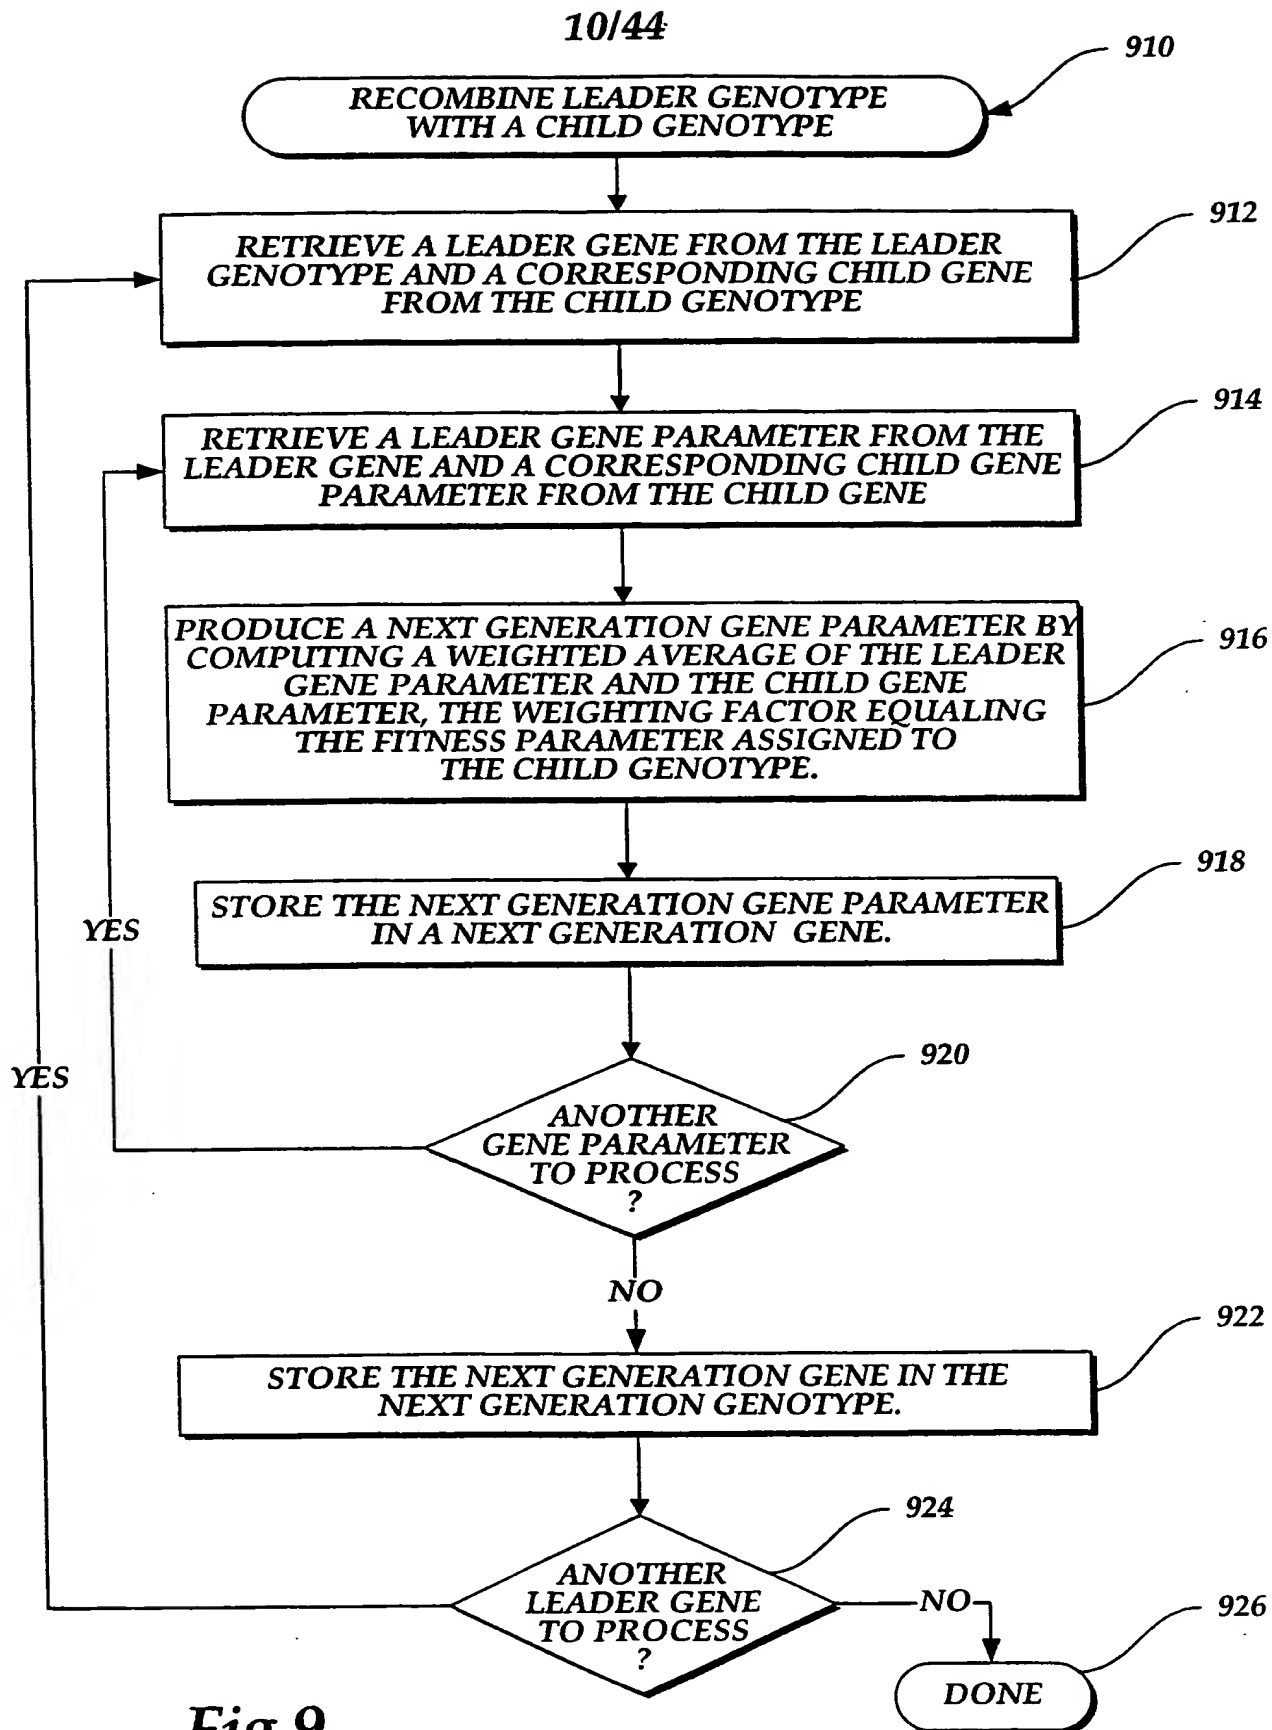 10/44
910
RECOMBINE LEADER GENOTYPE
WITH A CHILD GENOTYPE
912
RETRIEVE A LEADER GENE FROM THE LEADER
GENOTYPE AND A CORRESPONDING CHILD GENE
FROM THE CHILD GENOTYPE
914
RETRIEVE A LEADER GENE PARAMETER FROM THE
LEADER GENE AND A CORRESPONDING CHILD GENE
PARAMETER FROM THE CHILD GENE
916
PRODUCE A NEXT GENERATION GENE PARAMETER BY
COMPUTING A WEIGHTED AVERAGE OF THE LEADER
GENE PARAMETER AND THE CHILD GENE
PARAMETER, THE WEIGHTING FACTOR EQUALING
THE FITNESS PARAMETER ASSIGNED TO
THE CHILD GENOTYPE.
918
STORE THE NEXT GENERATION GENE PARAMETER
IN A NEXT GENERATION GENE.
YES
920
YES
ANOTHER
GENE PARAMETER
TO PROCESS
?
NO
922
STORE THE NEXT GENERATION GENE IN THE
NEXT GENERATION GENOTYPE.
924
ANOTHER
LEADER GENE
TO PROCESS
?
NO
926
DONE
Fig. 9